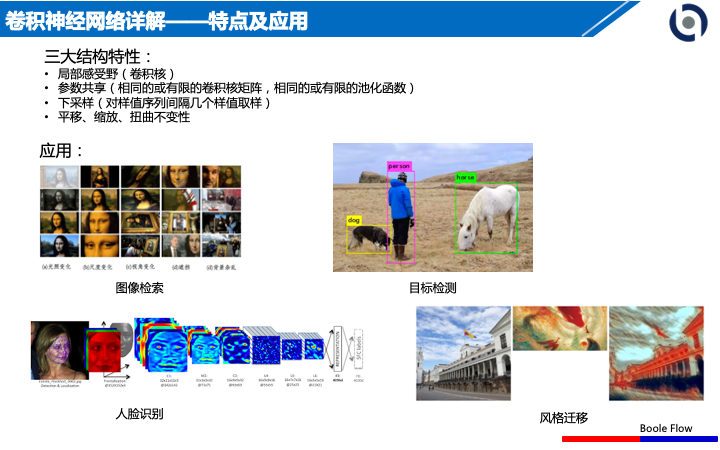 卷积神经网络详解——特点及应用
三大结构特性：
• 局部感受野（卷积核）
• 参数共享（相同的或有限的卷积核矩阵，相同的或有限的池化函数）
• 下采样（对样值序列间隔几个样值取样）
• 平移、缩放、扭曲不变性
应用：
(a)光照变化 (b)尺度变化 (c)视角变化 (d)遮挡 (d)背景杂乱
图像检索
person
horse
dog
目标检测
REPRESENTATION
SFC labels
人脸识别
风格迁移
Boole Flow